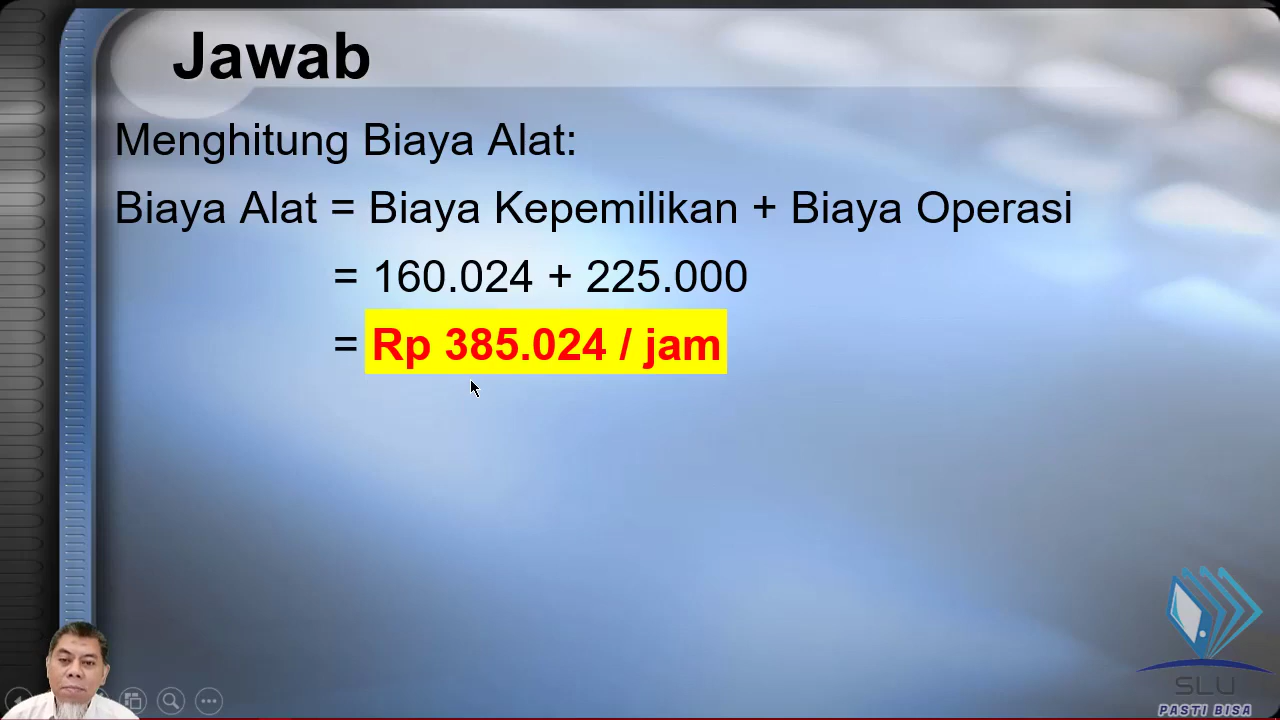 Jawab
Menghitung Biaya Alat:
Biaya Alat = Biaya Kepemilikan + Biaya Operasi
= 160.024 + 225.000
= Rp 385.024 / jam
SLU
PASTI BISA